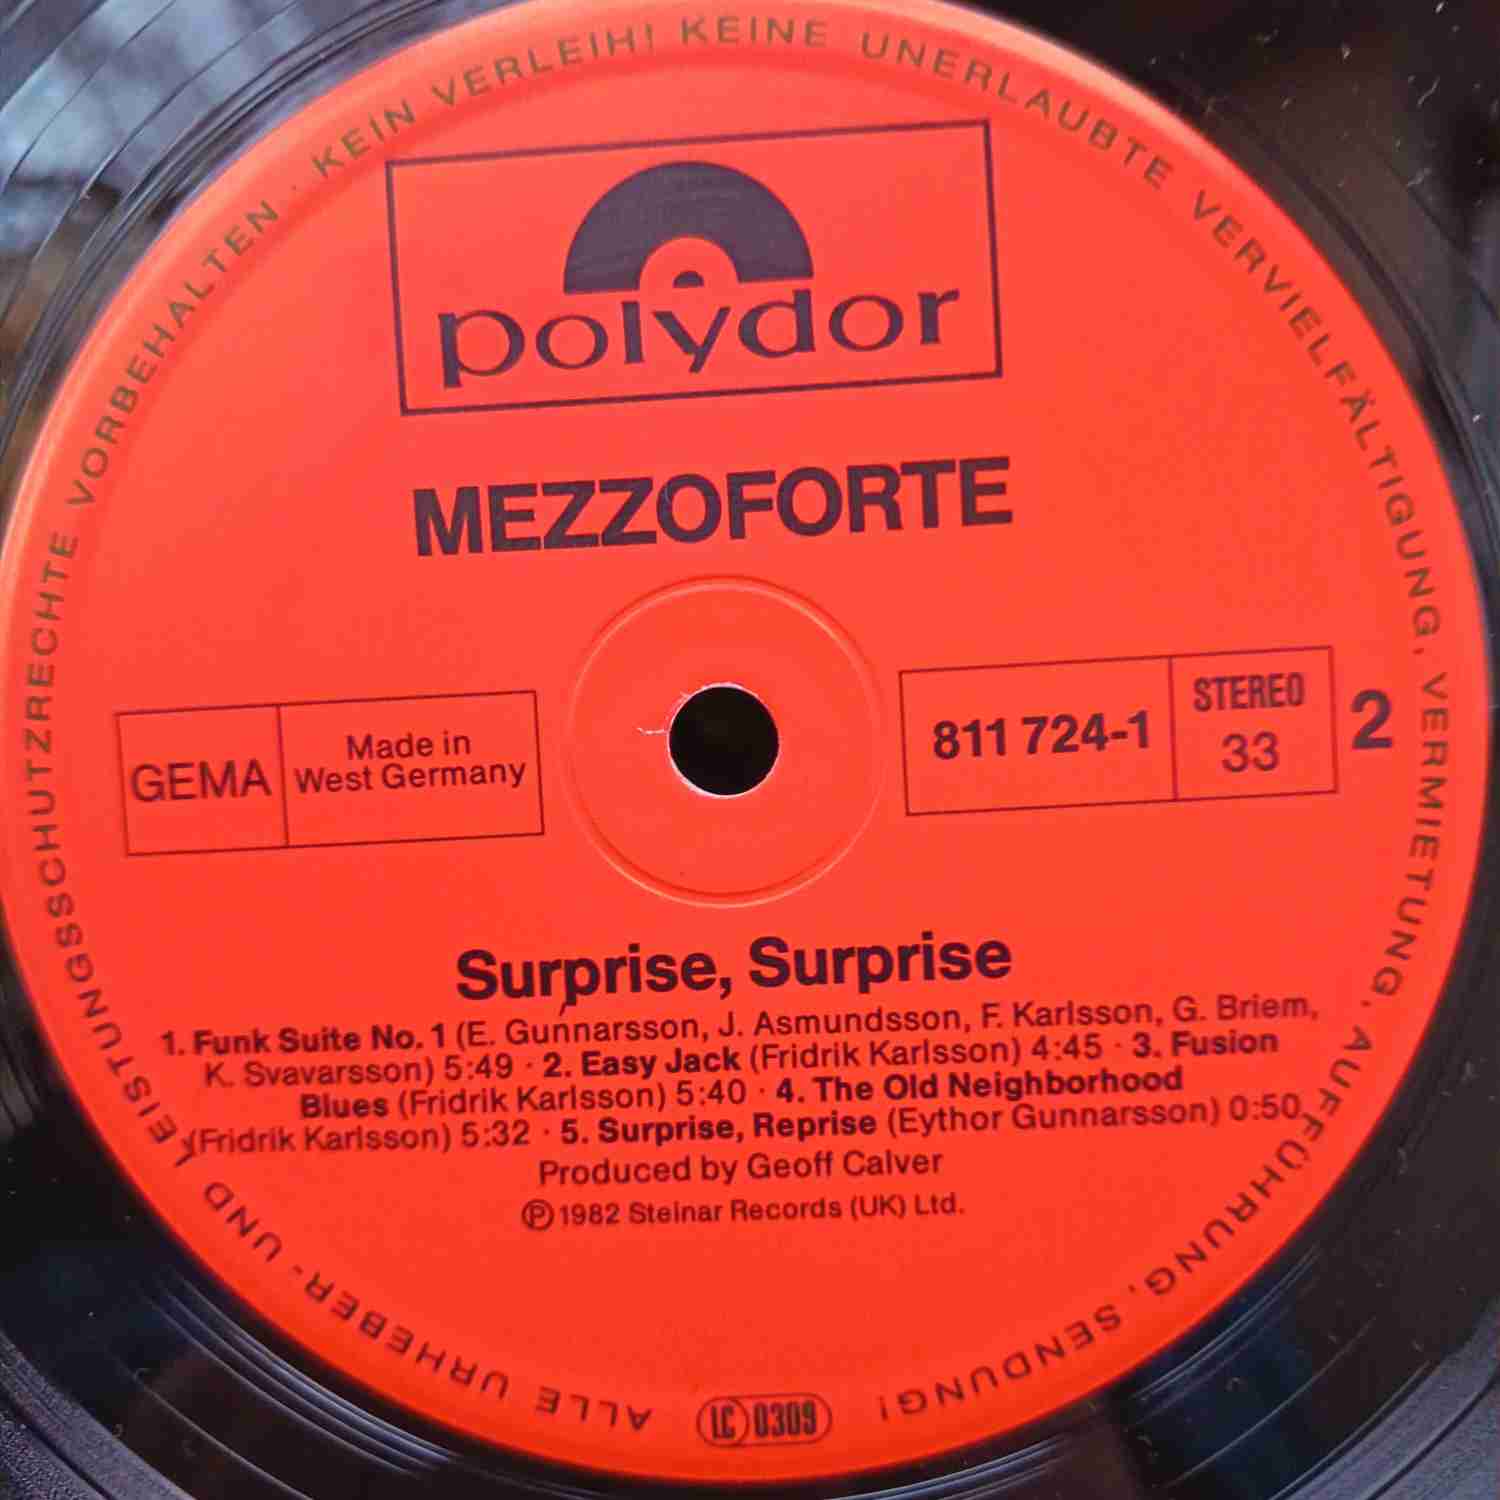 ALLE URHEBER- UND LEISTUNGSSCHUTZRECHTE VORBEHALTEN · KEIN VERLEIH! KEINE UNERLAUBTE VERVIELFÄLTIGUNG, VERMIETUNG, AUFFÜHRUNG, SENDUNG!
polydor
MEZZOFORTE
GEMA
Made in
West Germany
811 724-1
STEREO
33
2
Surprise, Surprise
1. Funk Suite No. 1 (E. Gunnarsson, J. Asmundsson, F. Karlsson, G. Briem,
K. Svavarsson) 5:49 · 2. Easy Jack (Fridrik Karlsson) 4:45 · 3. Fusion
Blues (Fridrik Karlsson) 5:40 · 4. The Old Neighborhood
(Fridrik Karlsson) 5:32 · 5. Surprise, Reprise (Eythor Gunnarsson) 0:50
Produced by Geoff Calver
Ⓟ 1982 Steinar Records (UK) Ltd.
LC 0309